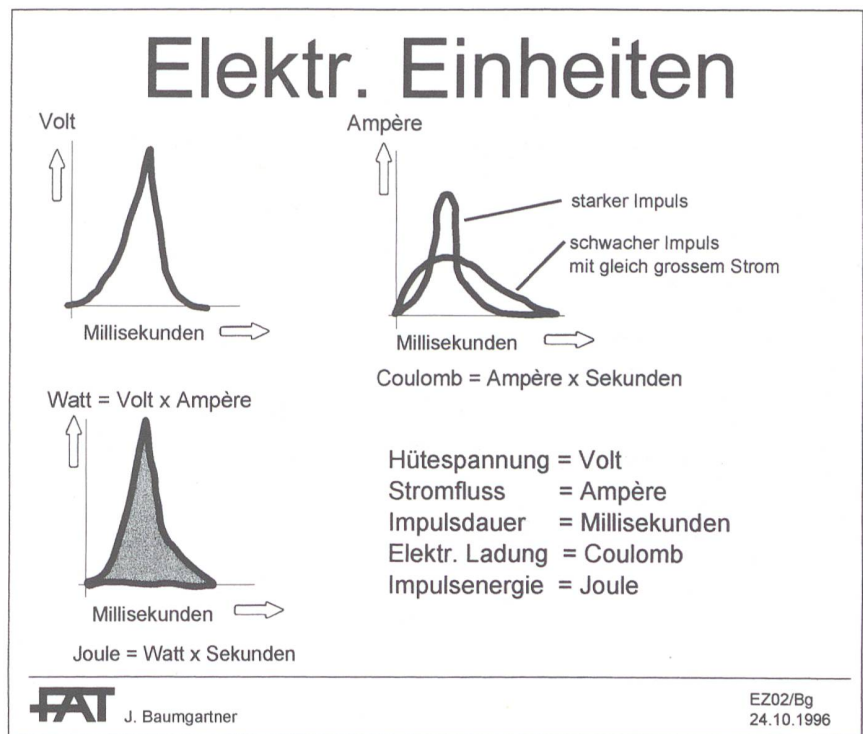 Elektr. Einheiten
Volt
Millisekunden
Ampère
starker Impuls
schwacher Impuls
mit gleich grossem Strom
Millisekunden
Coulomb = Ampère x Sekunden
Watt = Volt x Ampère
Millisekunden
Joule = Watt x Sekunden
Hütespannung = Volt
Stromfluss = Ampère
Impulsdauer = Millisekunden
Elektr. Ladung = Coulomb
Impulsenergie = Joule
FAT J. Baumgartner
EZ02/Bg
24.10.1996